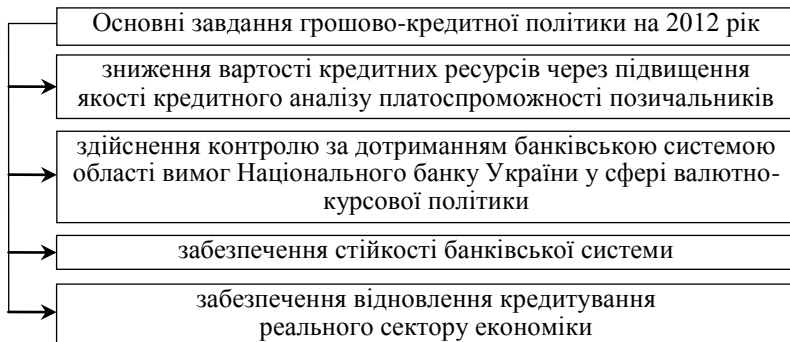 Основні завдання грошово-кредитної політики на 2012 рік
зниження вартості кредитних ресурсів через підвищення
якості кредитного аналізу платоспроможності позичальників
здійснення контролю за дотриманням банківською системою
області вимог Національного банку України у сфері валютно-
курсової політики
забезпечення стійкості банківської системи
забезпечення відновлення кредитування
реального сектору економіки